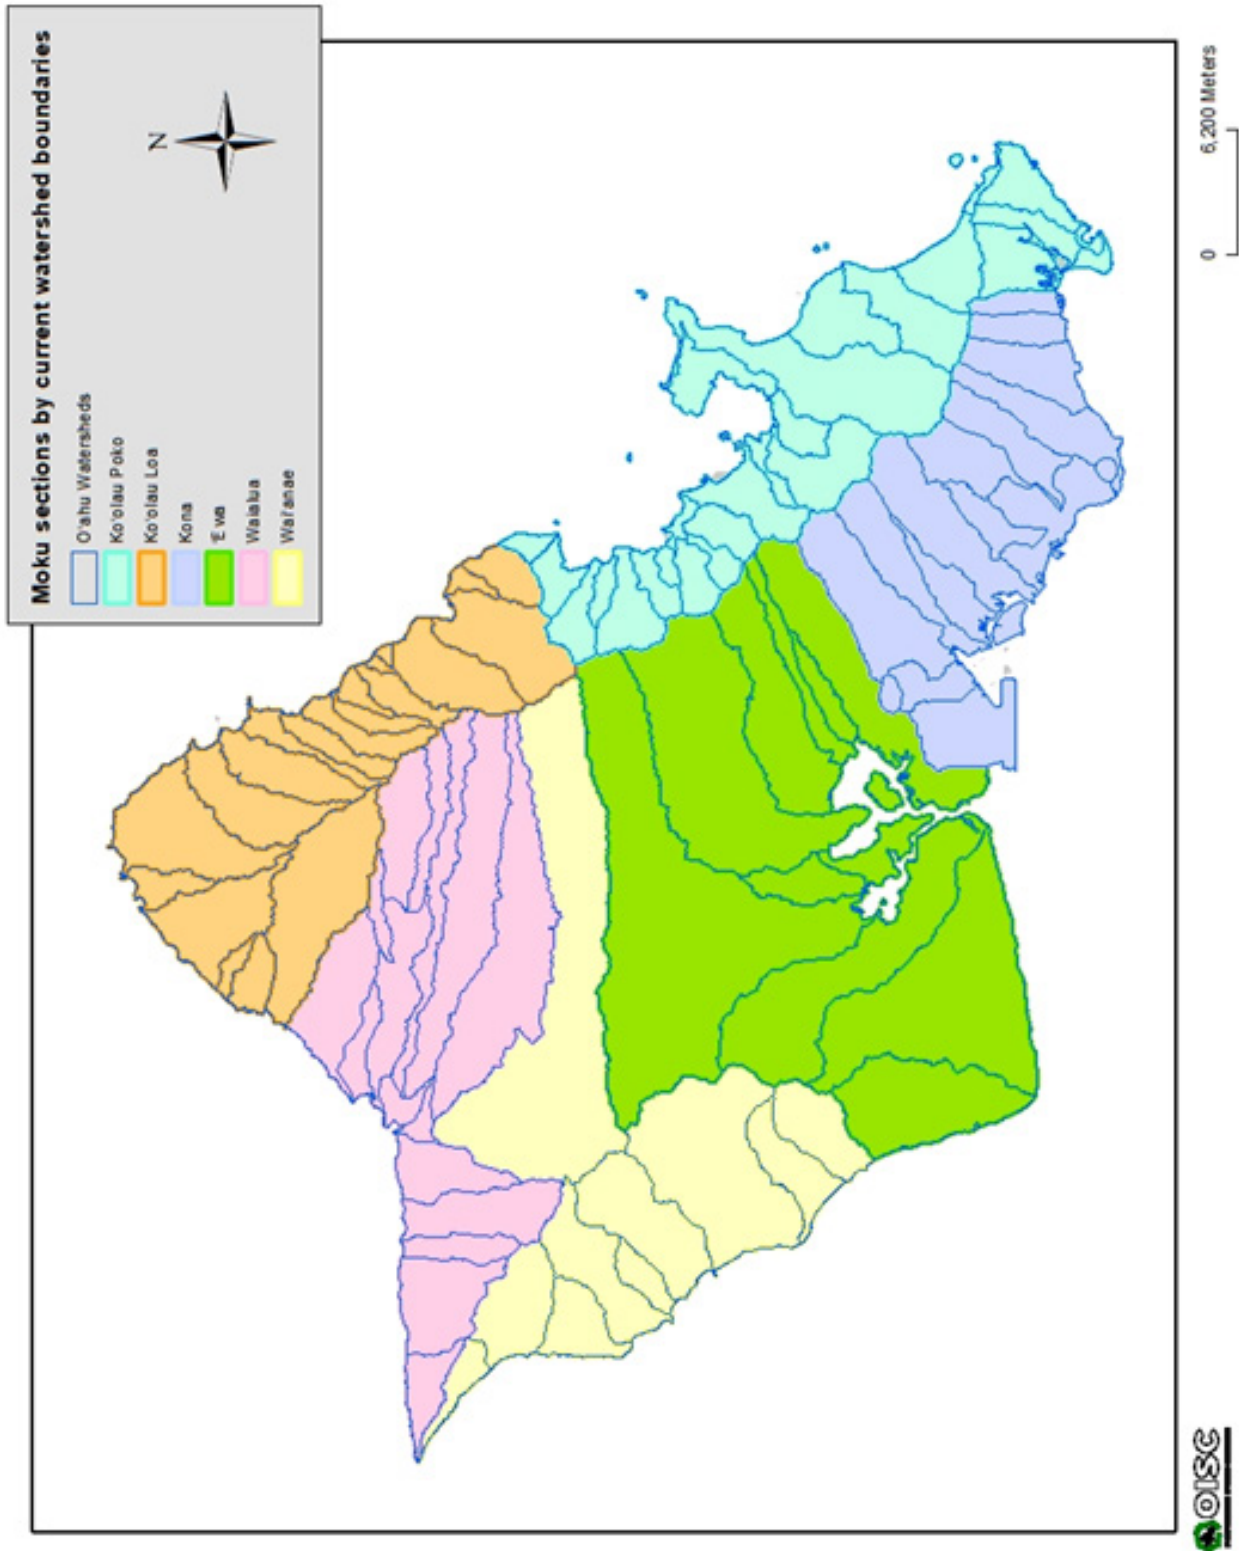 Moku sections by current watershed boundaries
O'ahu Watersheds
Ko'olau Poko
Ko'olau Loa
Kona
'Ewa
Waialua
Wai'anae
N
0 6,200 Meters
OISC